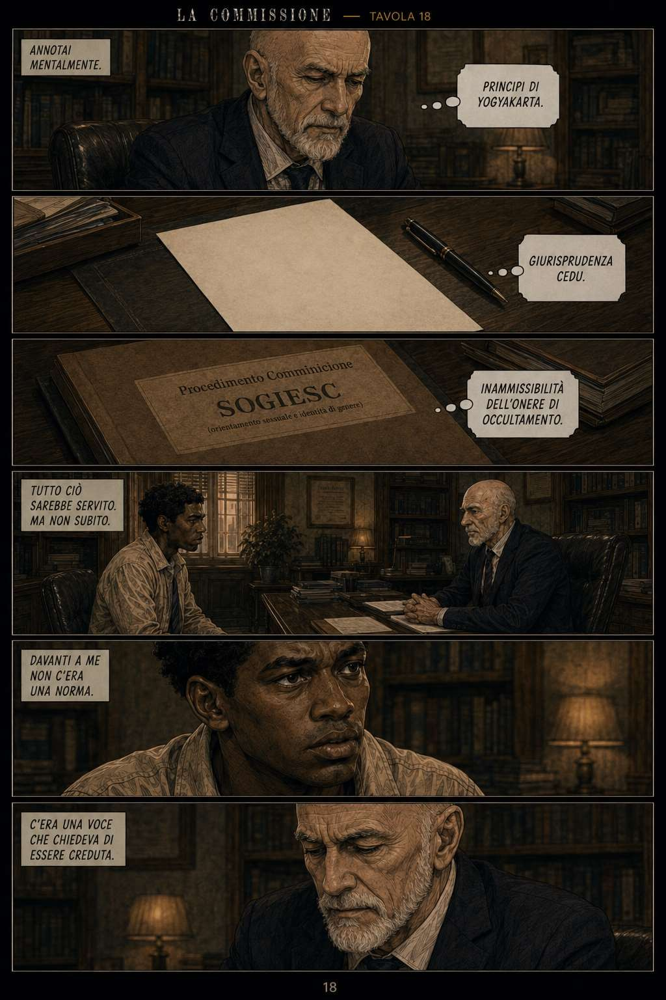 LA COMMISSIONE — TAVOLA 18
ANNOTAI
MENTALMENTE.
PRINCIPI DI
YOGYAKARTA.
GIURISPRUDENZA
CEDU.
Procedimento Comminicione
SOGIESC
(orientamento sessuale e identità di genere)
INAMMISSIBILITÀ
DELL'ONERE DI
OCCULTAMENTO.
TUTTO CIÒ
SAREBBE SERVITO.
MA NON SUBITO.
DAVANTI A ME
NON C'ERA
UNA NORMA.
C'ERA UNA VOCE
CHE CHIEDEVA DI
ESSERE CREDUTA.
18